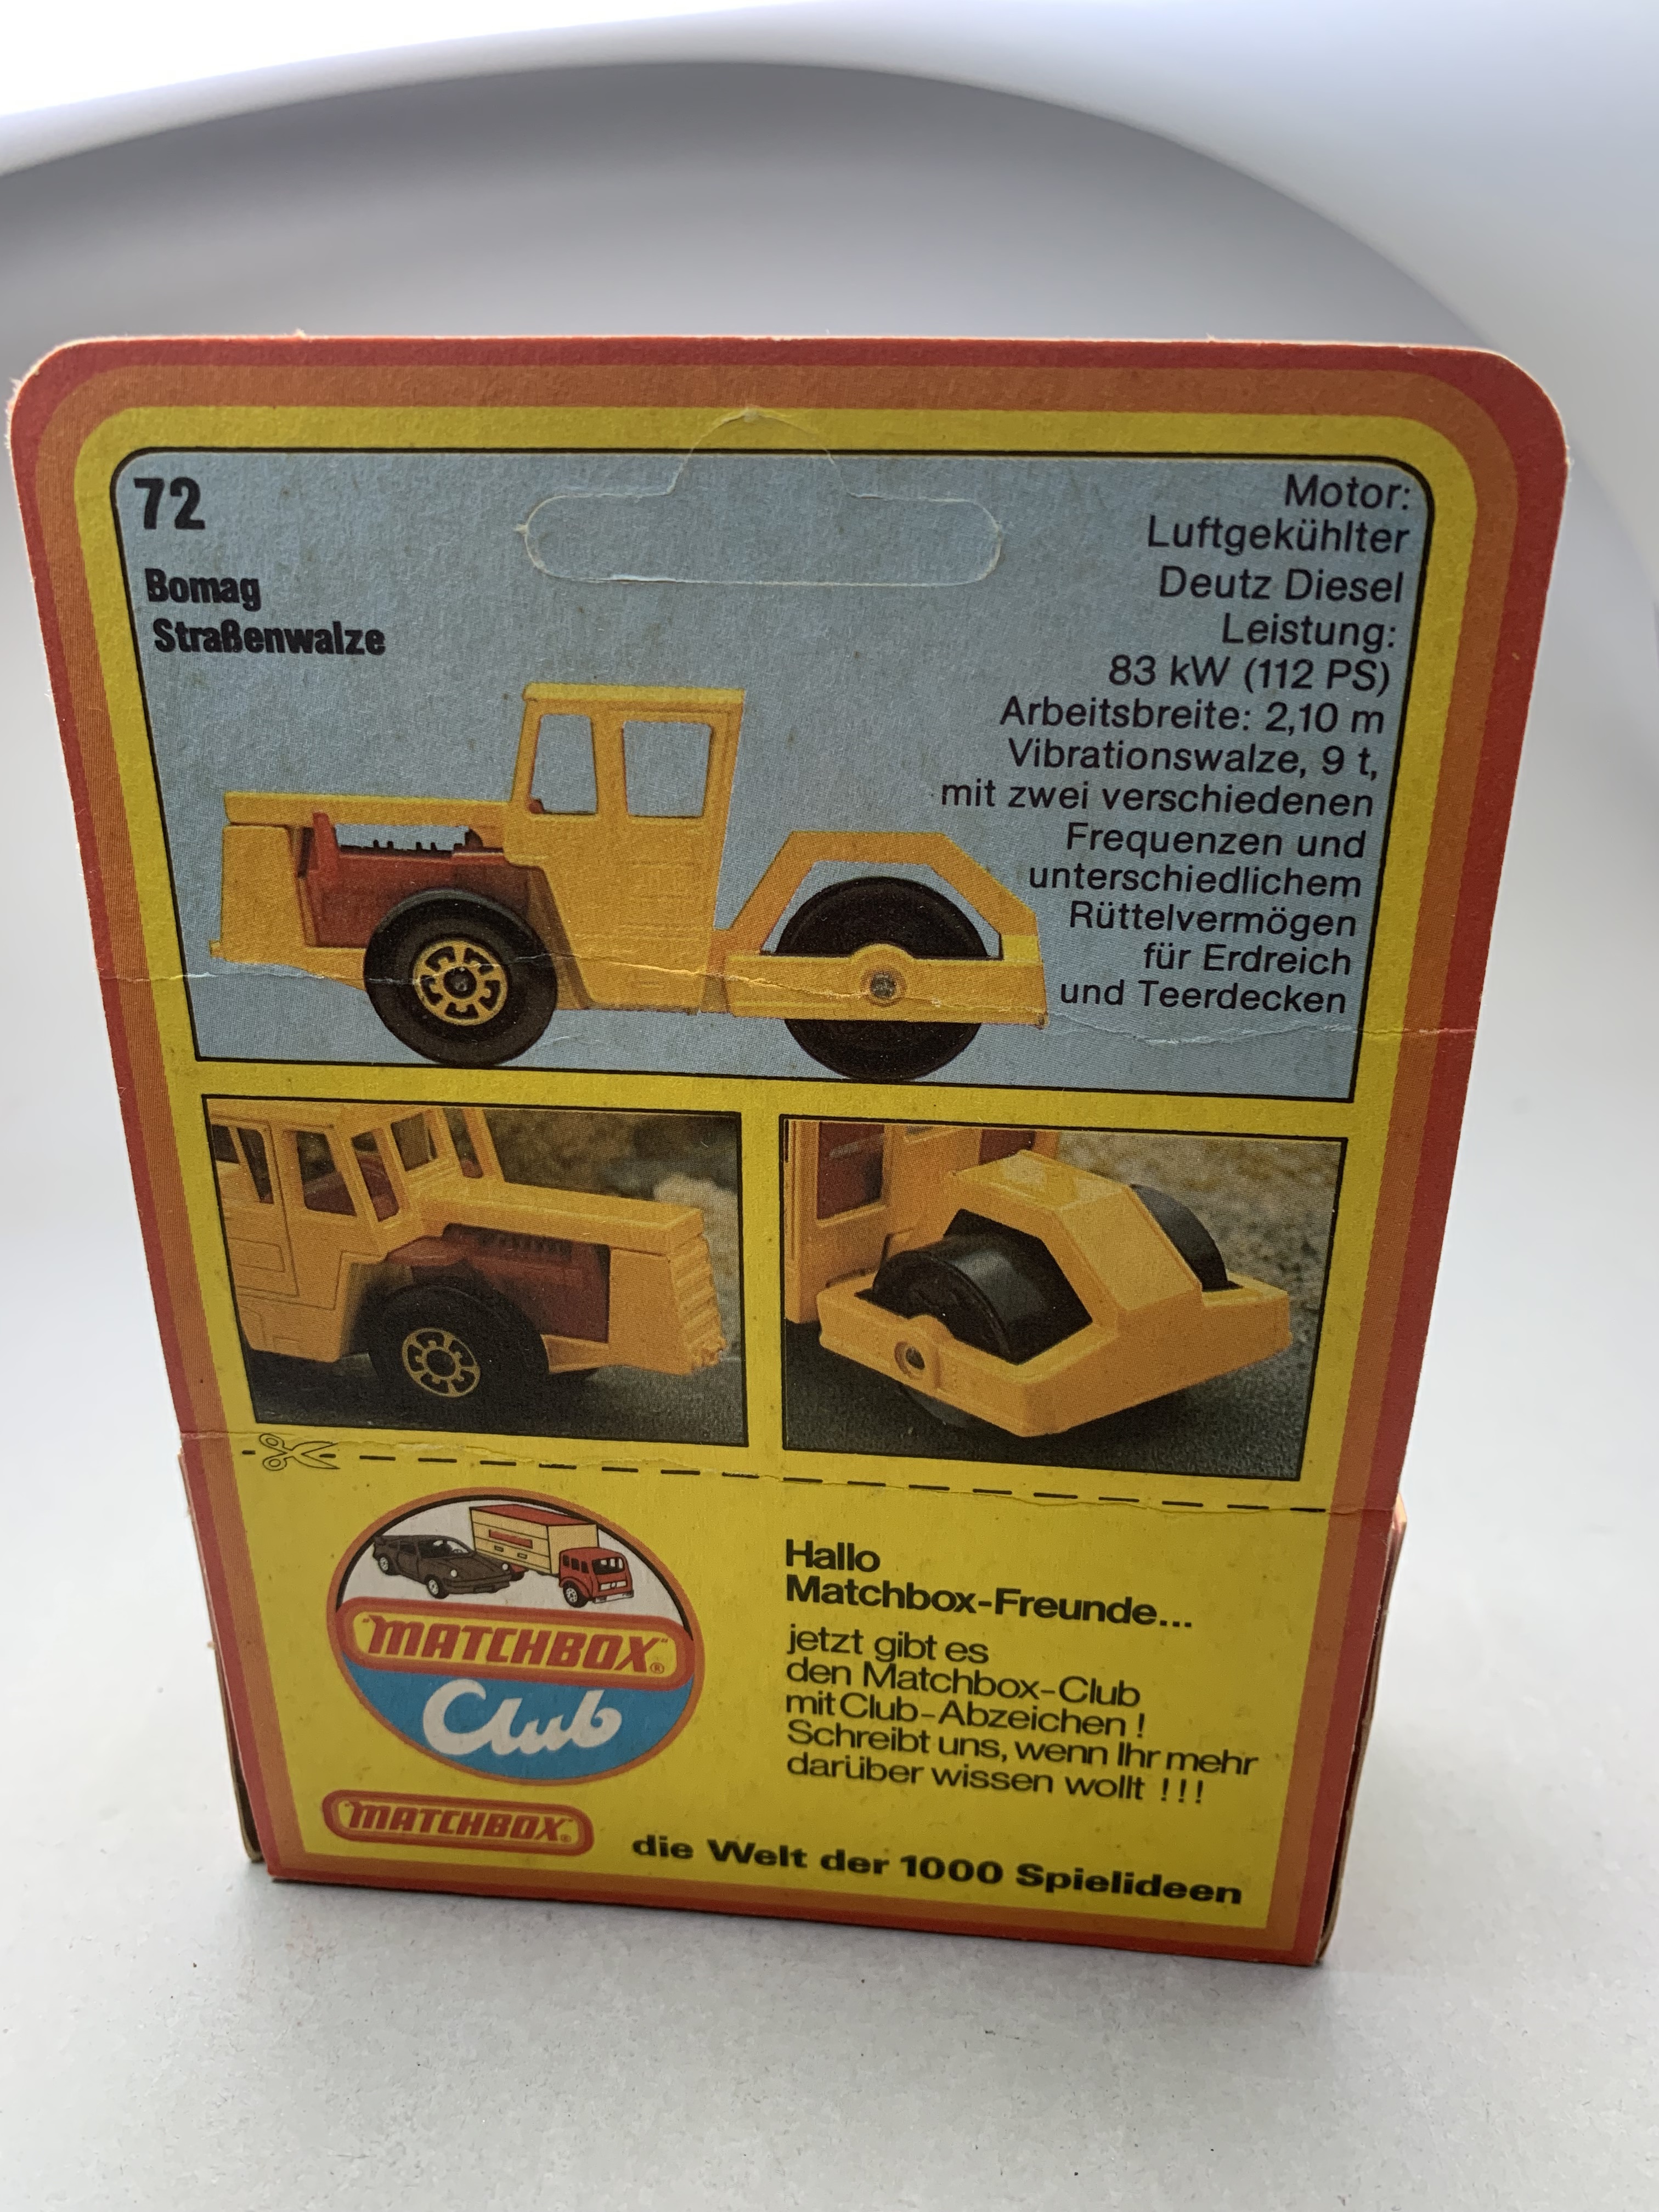 72
Bomag
Straßenwalze
Motor:
Luftgekühlter
Deutz Diesel
Leistung:
83 kW (112 PS)
Arbeitsbreite: 2,10 m
Vibrationswalze, 9 t,
mit zwei verschiedenen
Frequenzen und
unterschiedlichem
Rüttelvermögen
für Erdreich
und Teerdecken
"MATCHBOX"®
Club
Hallo
Matchbox-Freunde...
jetzt gibt es
den Matchbox-Club
mit Club-Abzeichen !
Schreibt uns, wenn Ihr mehr
darüber wissen wollt !!!
"MATCHBOX"®
die Welt der 1000 Spielideen